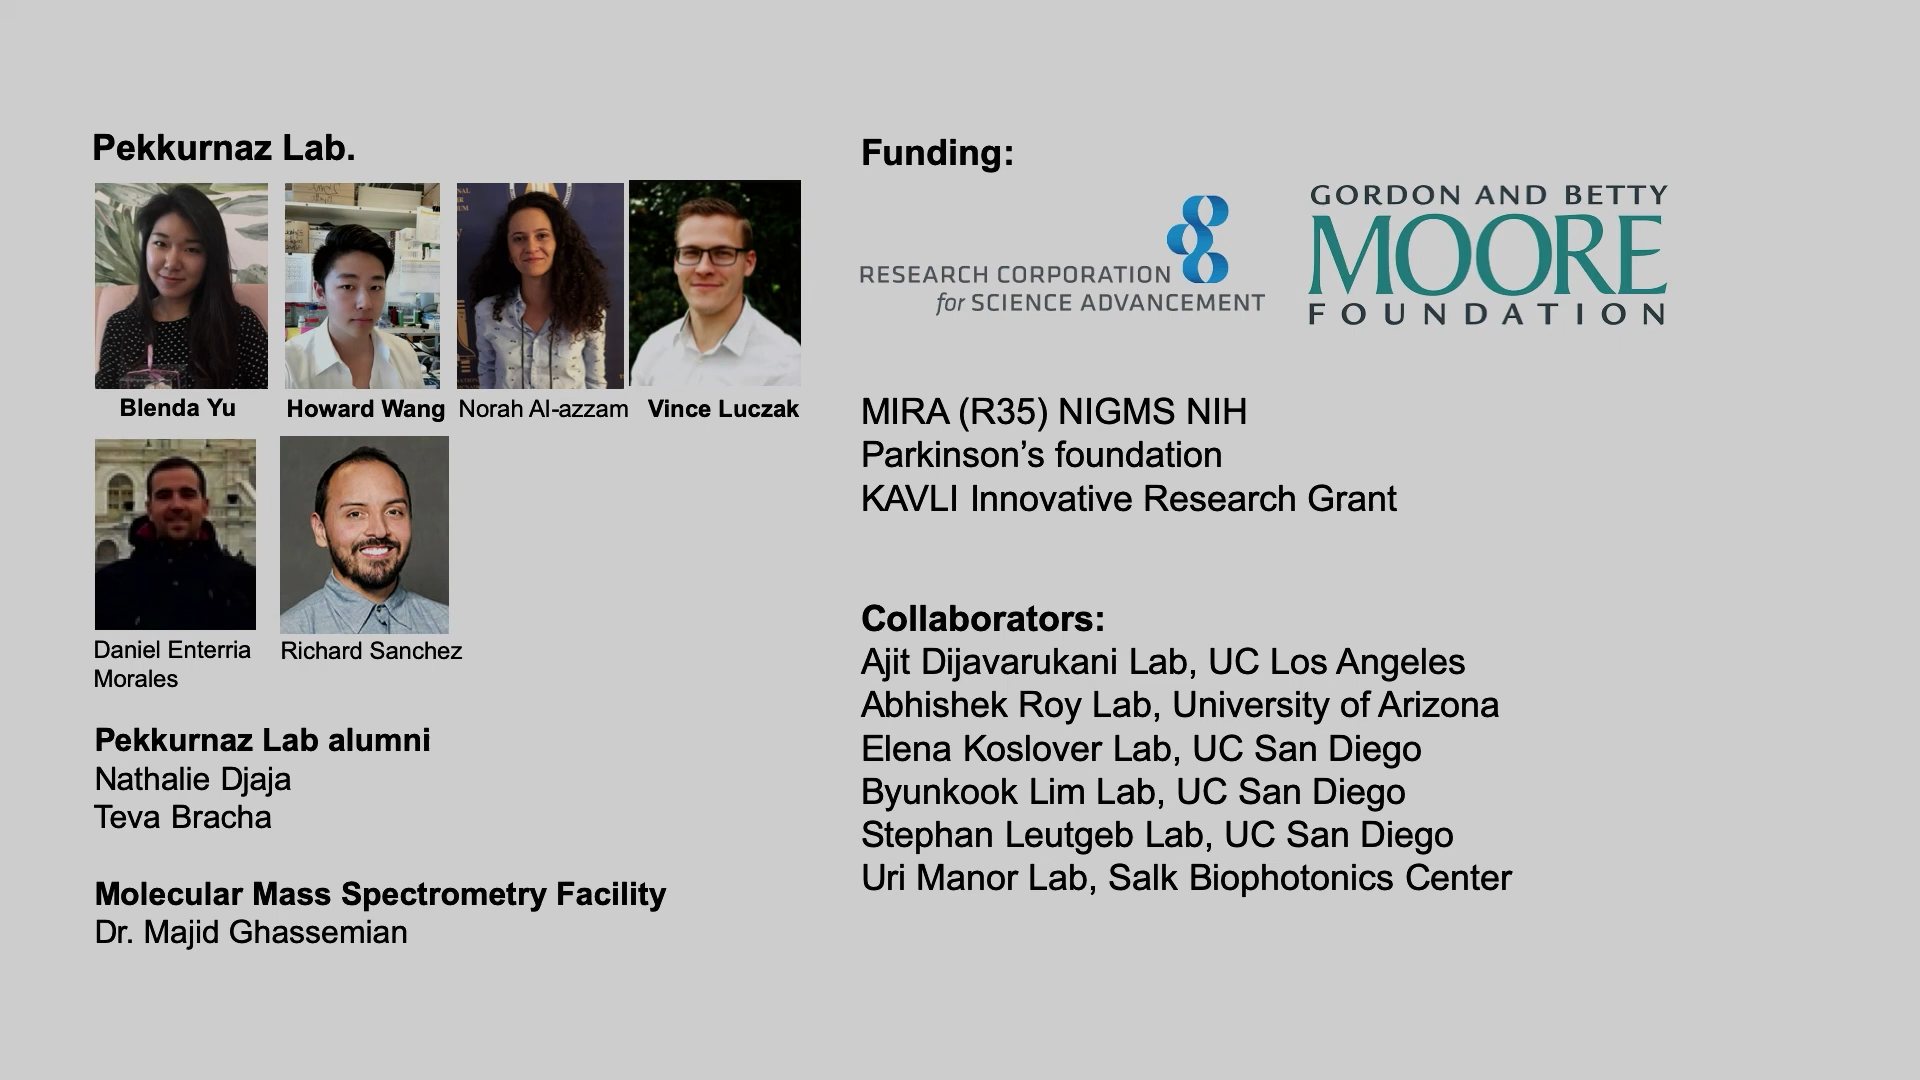 Pekkurnaz Lab.
Blenda Yu
Howard Wang
Norah Al-azzam
Vince Luczak
Daniel Enterria
Morales
Richard Sanchez
Pekkurnaz Lab alumni
Nathalie Djaja
Teva Bracha
Molecular Mass Spectrometry Facility
Dr. Majid Ghassemian
Funding:
RESEARCH CORPORATION
for SCIENCE ADVANCEMENT
GORDON AND BETTY
MOORE
FOUNDATION
MIRA (R35) NIGMS NIH
Parkinson’s foundation
KAVLI Innovative Research Grant
Collaborators:
Ajit Dijavarukani Lab, UC Los Angeles
Abhishek Roy Lab, University of Arizona
Elena Koslover Lab, UC San Diego
Byunkook Lim Lab, UC San Diego
Stephan Leutgeb Lab, UC San Diego
Uri Manor Lab, Salk Biophotonics Center